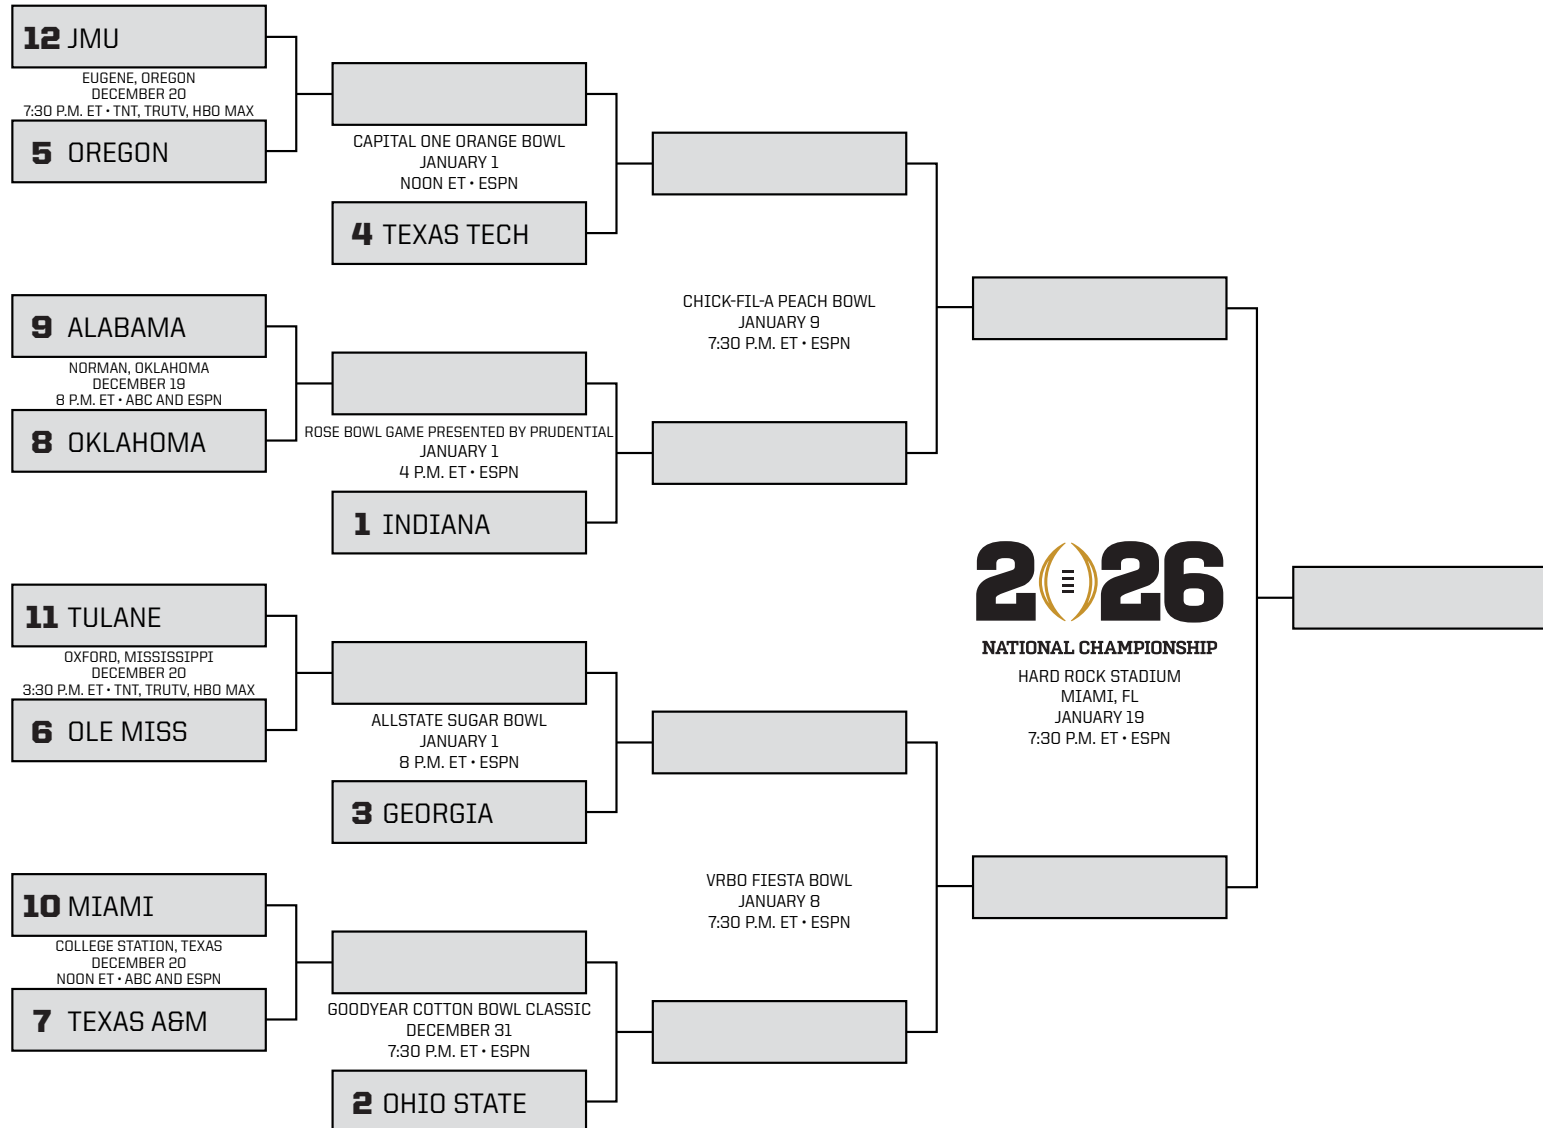 12 JMU
EUGENE, OREGON
DECEMBER 20
7:30 P.M. ET • TNT, TRUTV, HBO MAX
5 OREGON
CAPITAL ONE ORANGE BOWL
JANUARY 1
NOON ET • ESPN
4 TEXAS TECH
9 ALABAMA
NORMAN, OKLAHOMA
DECEMBER 19
8 P.M. ET • ABC AND ESPN
8 OKLAHOMA
ROSE BOWL GAME PRESENTED BY PRUDENTIAL
JANUARY 1
4 P.M. ET • ESPN
1 INDIANA
CHICK-FIL-A PEACH BOWL
JANUARY 9
7:30 P.M. ET • ESPN
11 TULANE
OXFORD, MISSISSIPPI
DECEMBER 20
3:30 P.M. ET • TNT, TRUTV, HBO MAX
6 OLE MISS
ALLSTATE SUGAR BOWL
JANUARY 1
8 P.M. ET • ESPN
3 GEORGIA
10 MIAMI
COLLEGE STATION, TEXAS
DECEMBER 20
NOON ET • ABC AND ESPN
7 TEXAS A&M
GOODYEAR COTTON BOWL CLASSIC
DECEMBER 31
7:30 P.M. ET • ESPN
2 OHIO STATE
VRBO FIESTA BOWL
JANUARY 8
7:30 P.M. ET • ESPN
2026
NATIONAL CHAMPIONSHIP
HARD ROCK STADIUM
MIAMI, FL
JANUARY 19
7:30 P.M. ET • ESPN